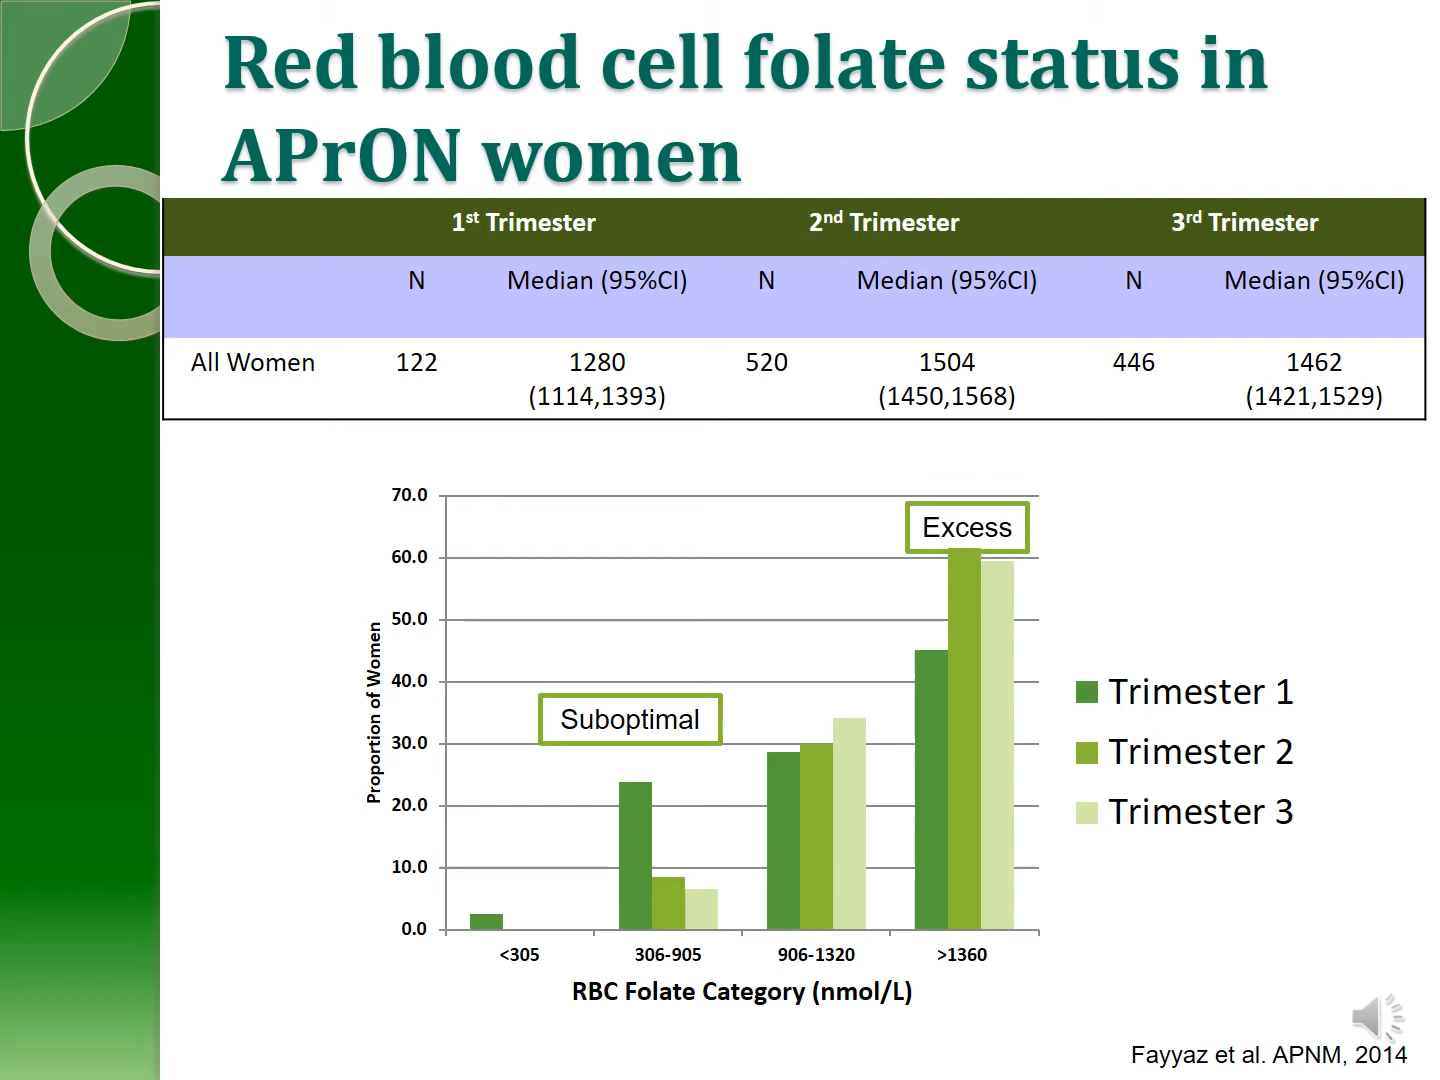 Red blood cell folate status in
APrON women
1st Trimester 2nd Trimester 3rd Trimester
N Median (95%CI) N Median (95%CI) N Median (95%CI)
All Women 122 1280 520 1504 446 1462
(1114,1393) (1450,1568) (1421,1529)
70.0
60.0
50.0
40.0
30.0
20.0
10.0
0.0
Proportion of Women
Excess
Suboptimal
<305 306-905 906-1320 >1360
RBC Folate Category (nmol/L)
Trimester 1
Trimester 2
Trimester 3
Fayyaz et al. APNM, 2014